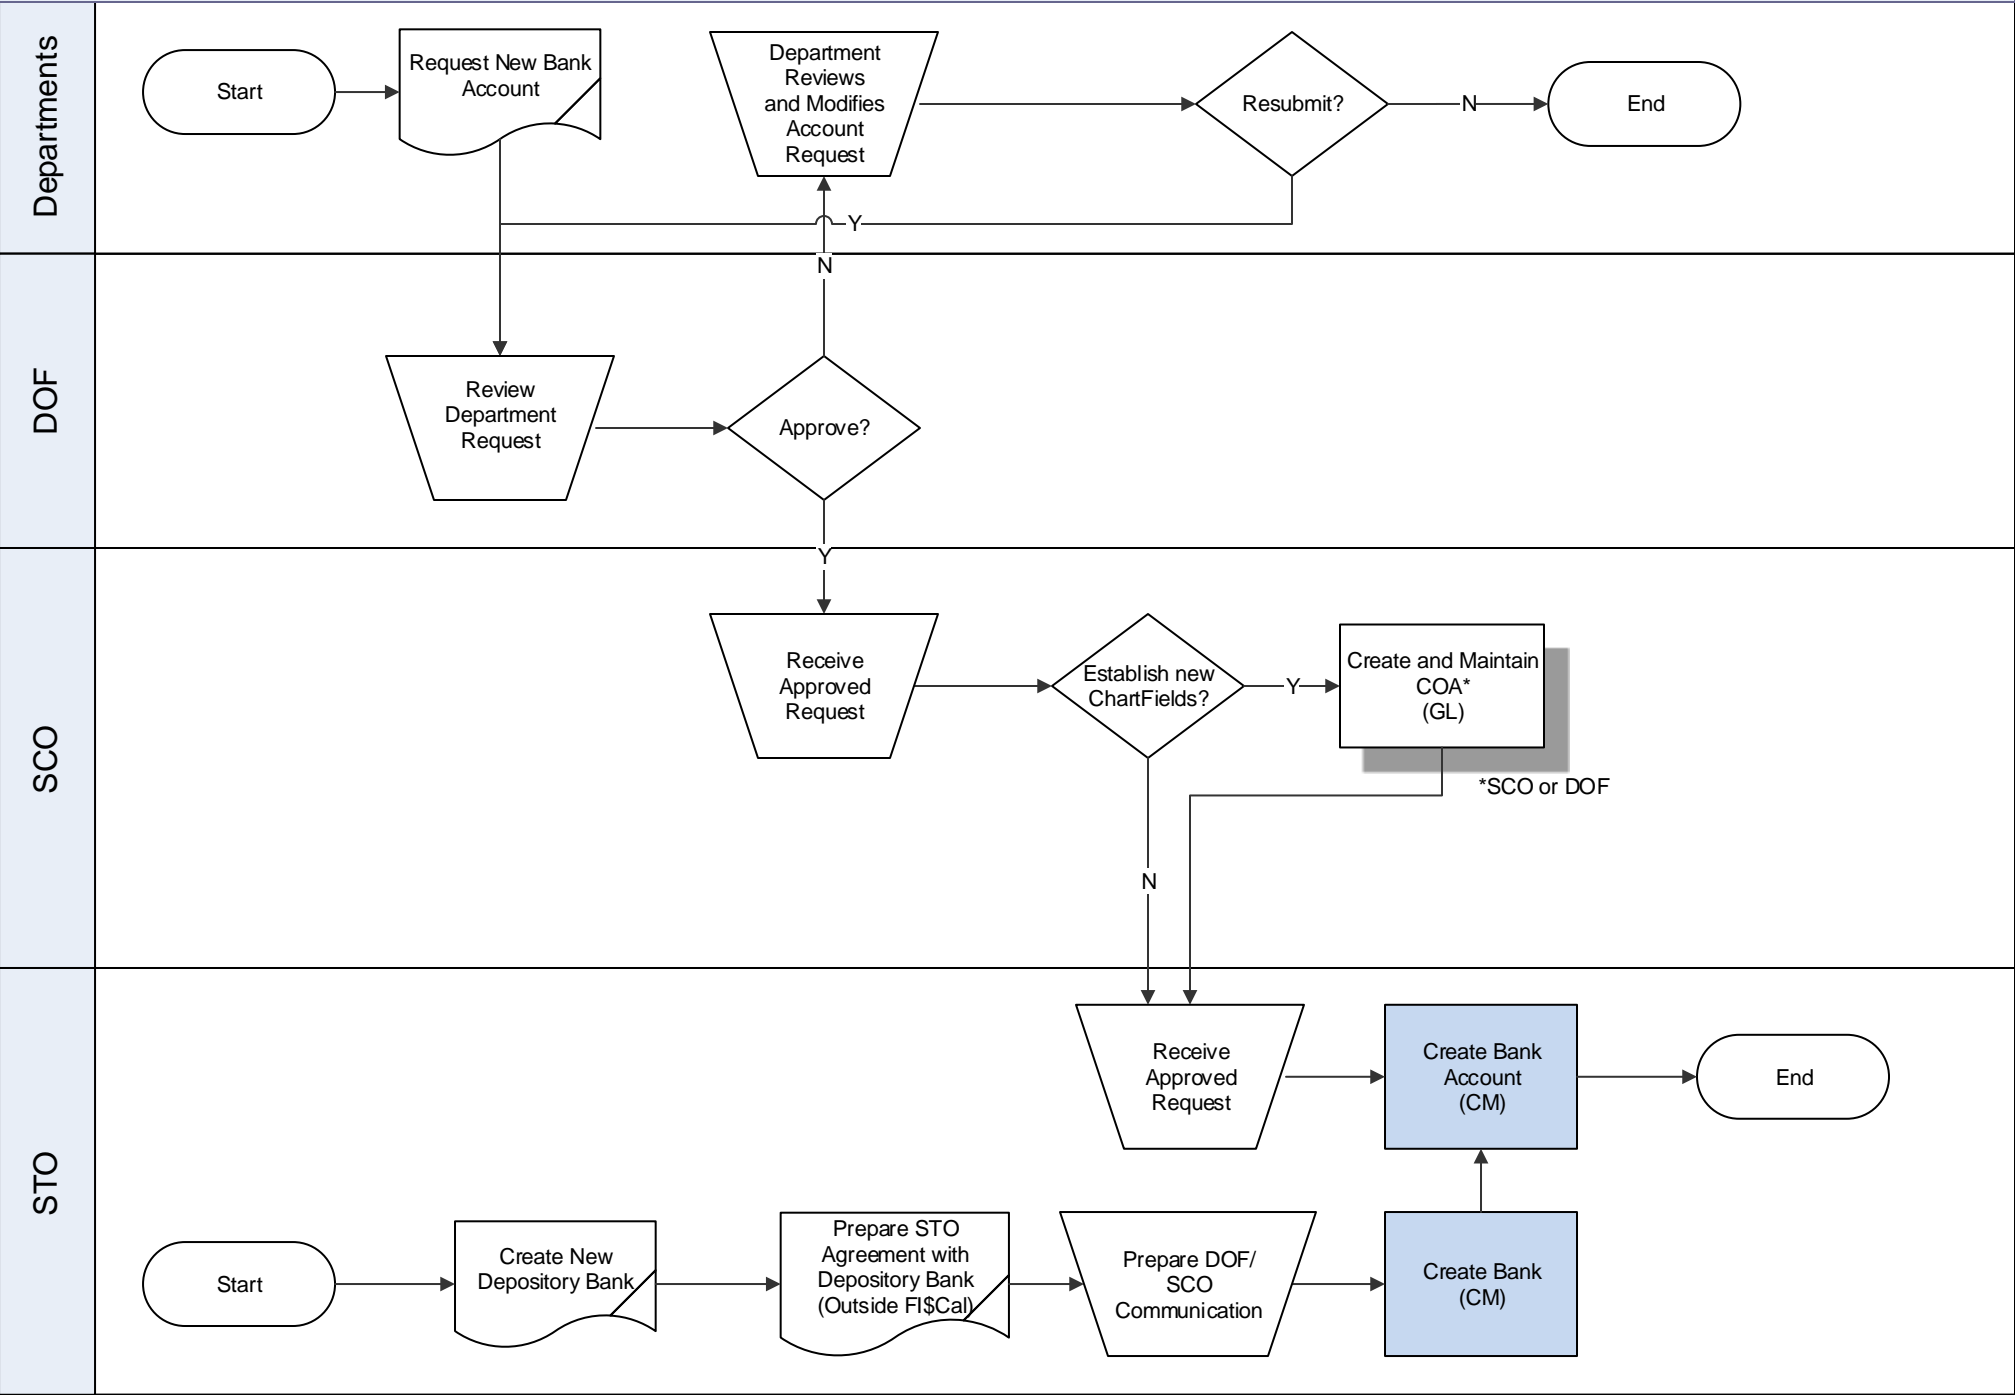 Departments
Start
Request New Bank
Account
Department
Reviews
and Modifies
Account
Request
Resubmit?
N
End
Y
N
DOF
Review
Department
Request
Approve?
Y
SCO
Receive
Approved
Request
Establish new
ChartFields?
Y
Create and Maintain
COA*
(GL)
*SCO or DOF
N
STO
Receive
Approved
Request
Create Bank
Account
(CM)
End
Start
Create New
Depository Bank
Prepare STO
Agreement with
Depository Bank
(Outside FI$Cal)
Prepare DOF/
SCO
Communication
Create Bank
(CM)